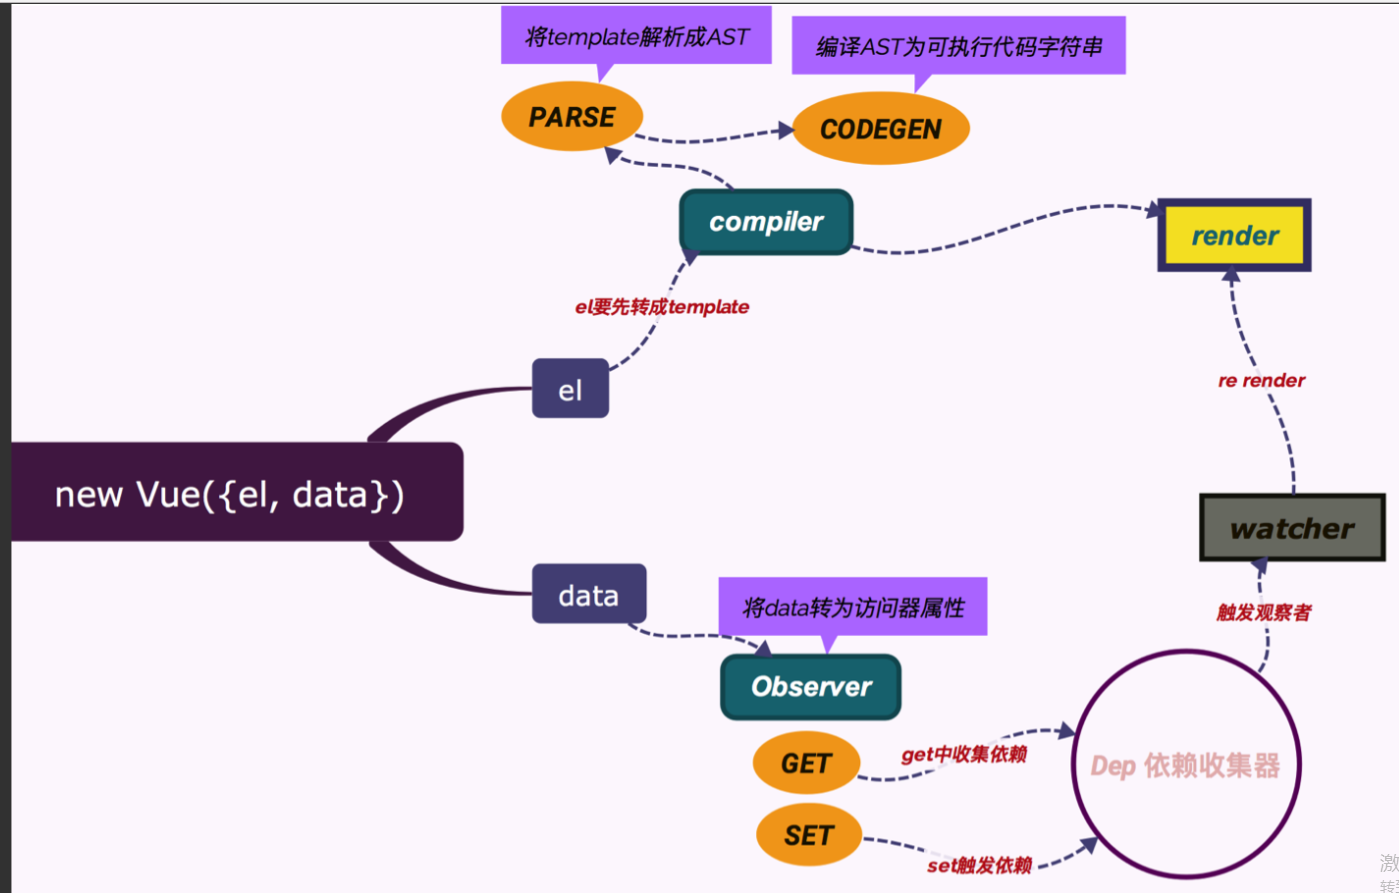 将template解析成AST
编译AST为可执行代码字符串
PARSE
CODEGEN
compiler
render
el要先转成template
re render
el
new Vue({el, data})
watcher
data
将data转为访问器属性
触发观察者
Observer
GET
get中收集依赖
Dep 依赖收集器
SET
set触发依赖
激